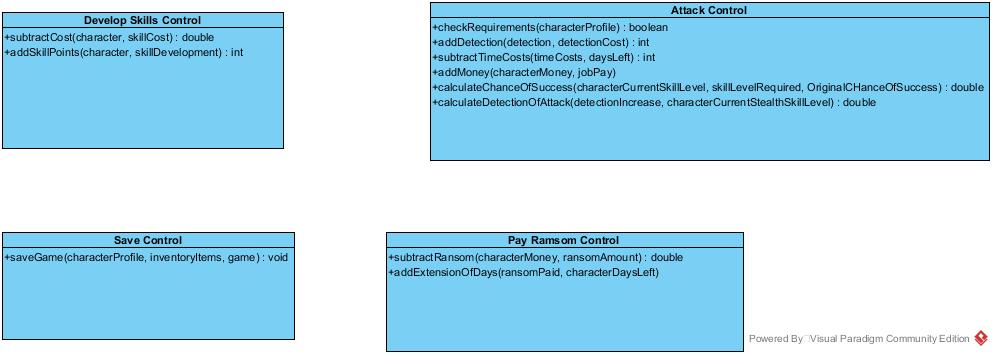 Develop Skills Control
+subtractCost(character, skillCost) : double
+addSkillPoints(character, skillDevelopment) : int
Attack Control
+checkRequirements(characterProfile) : boolean
+addDetection(detection, detectionCost) : int
+subtractTimeCosts(timeCosts, daysLeft) : int
+addMoney(characterMoney, jobPay)
+calculateChanceOfSuccess(characterCurrentSkillLevel, skillLevelRequired, OriginalCHanceOfSuccess) : double
+calculateDetectionOfAttack(detectionIncrease, characterCurrentStealthSkillLevel) : double
Save Control
+saveGame(characterProfile, inventoryItems, game) : void
Pay Ramsom Control
+subtractRansom(characterMoney, ransomAmount) : double
+addExtensionOfDays(ransomPaid, characterDaysLeft)
Powered By□Visual Paradigm Community Edition